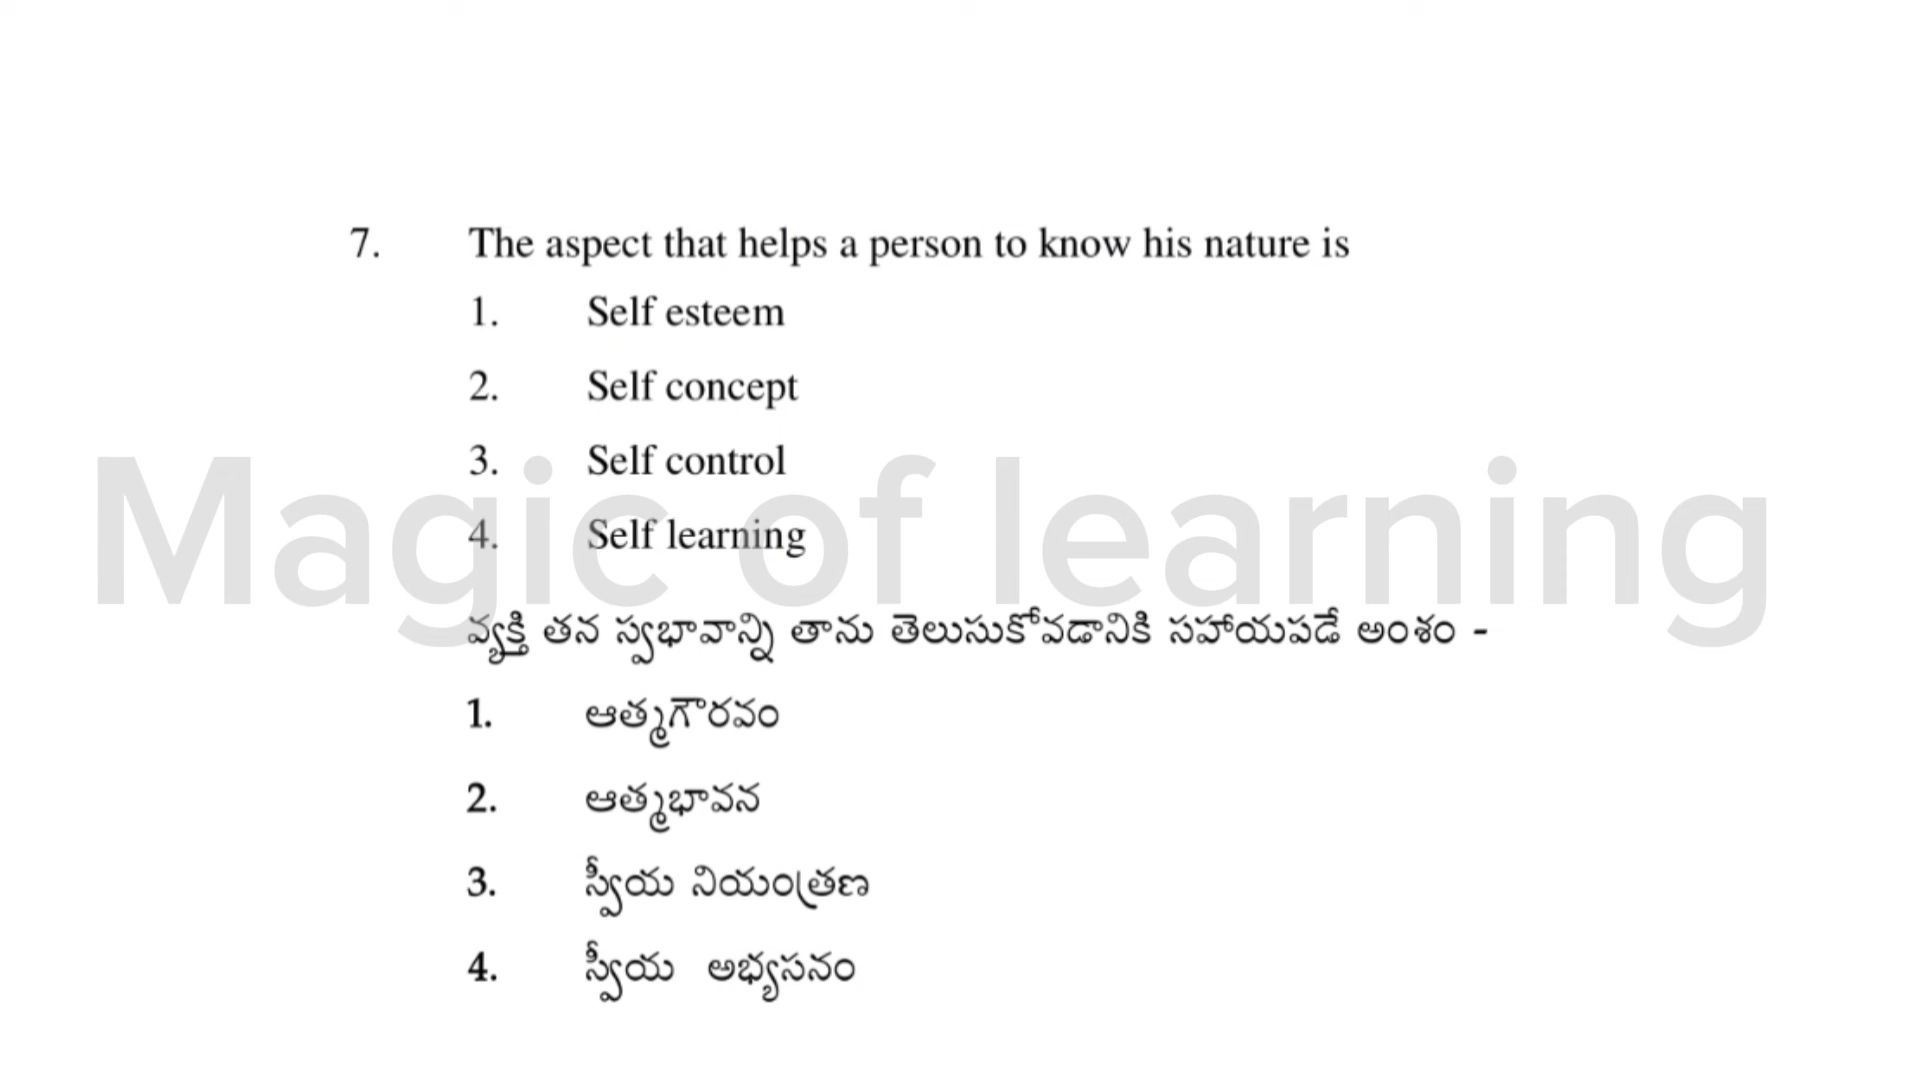 7. The aspect that helps a person to know his nature is
1. Self esteem
2. Self concept
3. Self control
4. Self learning
Magic of learning
వ్యక్తి తన స్వభావాన్ని తాను తెలుసుకోవడానికి సహాయపడే అంశం -
1. ఆత్మగౌరవం
2. ఆత్మభావన
3. స్వీయ నియంత్రణ
4. స్వీయ అభ్యసనం